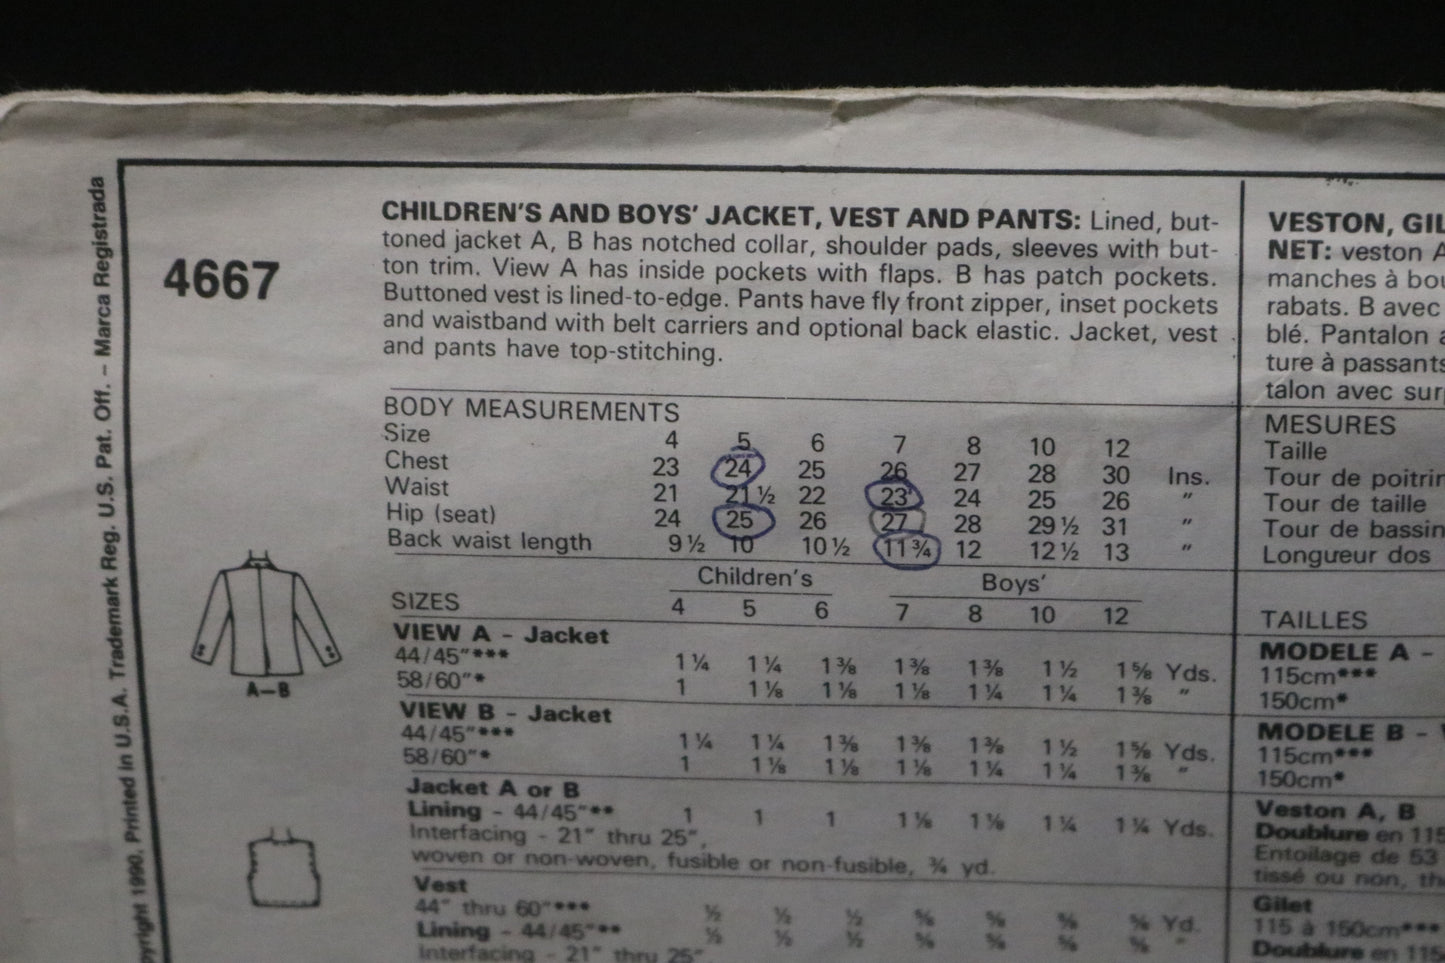 4667
CHILDREN'S AND BOYS' JACKET, VEST AND PANTS: Lined, but-
toned jacket A, B has notched collar, shoulder pads, sleeves with but-
ton trim. View A has inside pockets with flaps. B has patch pockets.
Buttoned vest is lined-to-edge. Pants have fly front zipper, inset pockets
and waistband with belt carriers and optional back elastic. Jacket, vest
and pants have top-stitching.
BODY MEASUREMENTS
Size 4 5 6 7 8 10 12
Chest 23 24 25 26 27 28 30 Ins.
Waist 21 21½ 22 23 24 25 26 "
Hip (seat) 24 25 26 27 28 29½ 31 "
Back waist length 9½ 10 10½ 11¾ 12 12½ 13 "
Children's Boys'
SIZES 4 5 6 7 8 10 12
VIEW A - Jacket
44/45"*** 1¼ 1¼ 1⅜ 1⅜ 1⅜ 1½ 1⅝ Yds.
58/60"* 1 1⅛ 1⅛ 1⅛ 1¼ 1¼ 1⅜ "
VIEW B - Jacket
44/45"*** 1¼ 1¼ 1⅜ 1⅜ 1⅜ 1½ 1⅝ Yds.
58/60"* 1 1⅛ 1⅛ 1⅛ 1¼ 1¼ 1⅜ "
Jacket A or B
Lining - 44/45"** 1 1 1 1⅛ 1⅛ 1¼ 1¼ Yds.
Interfacing - 21" thru 25",
woven or non-woven, fusible or non-fusible, ¾ yd.
Vest
44" thru 60"*** ½ ½ ½ ⅝ ⅝ ⅝ ⅝ Yd.
Lining - 44/45"** ½ ½ ½ ⅝ ⅝ ⅝ ⅝ "
Interfacing - 21" thru 25"
VESTON, GIL
NET: veston A
manches à bou
rabats. B avec
blé. Pantalon a
ture à passants
talon avec sur
MESURES
Taille
Tour de poitrin
Tour de taille
Tour de bassin
Longueur dos
TAILLES
MODELE A -
115cm***
150cm*
MODELE B -
115cm***
150cm*
Veston A, B
Doublure en 115
Entoilage de 53
tissé ou non, th
Gilet
115 à 150cm***
Doublure en 115
A-B
pyright 1990, Printed in U.S.A. Trademark Reg. U.S. Pat. Off. – Marca Registrada